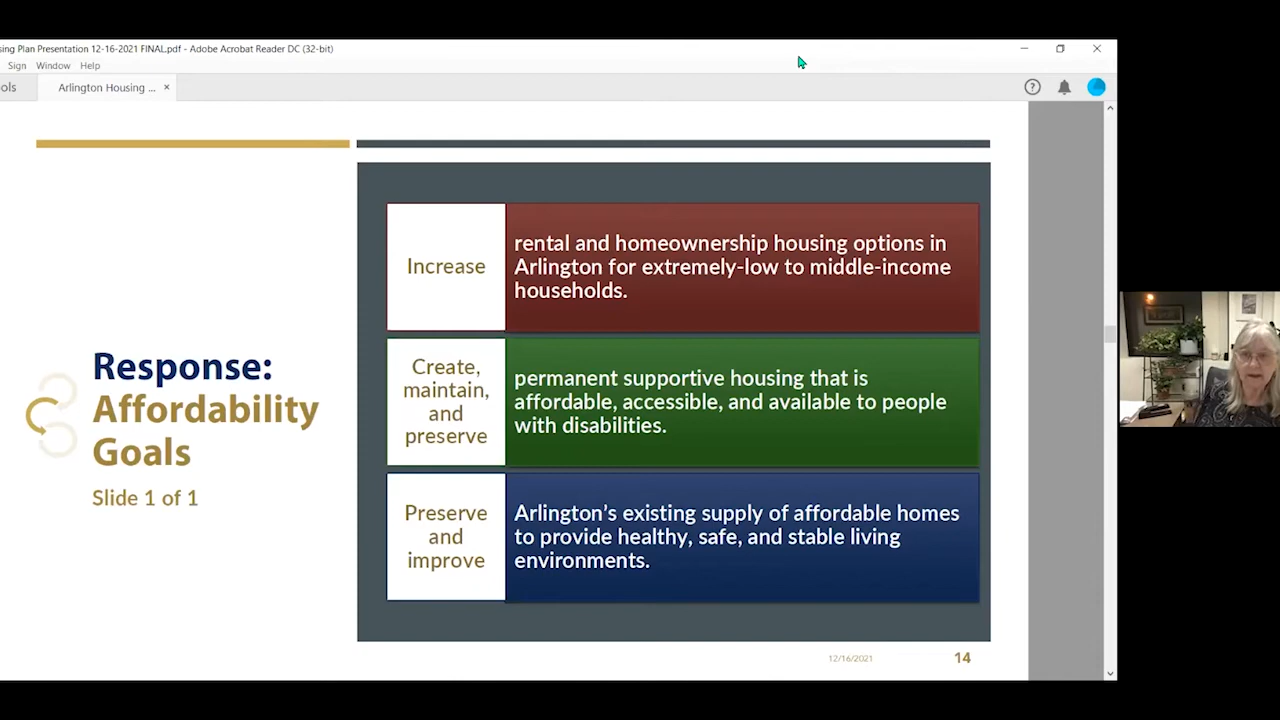 sing Plan Presentation 12-16-2021 FINAL.pdf - Adobe Acrobat Reader DC (32-bit)
Sign Window Help
ols
Arlington Housing ... ×
Response:
Affordability
Goals
Slide 1 of 1
Increase
rental and homeownership housing options in
Arlington for extremely-low to middle-income
households.
Create,
maintain,
and
preserve
permanent supportive housing that is
affordable, accessible, and available to people
with disabilities.
Preserve
and
improve
Arlington’s existing supply of affordable homes
to provide healthy, safe, and stable living
environments.
12/16/2021
14